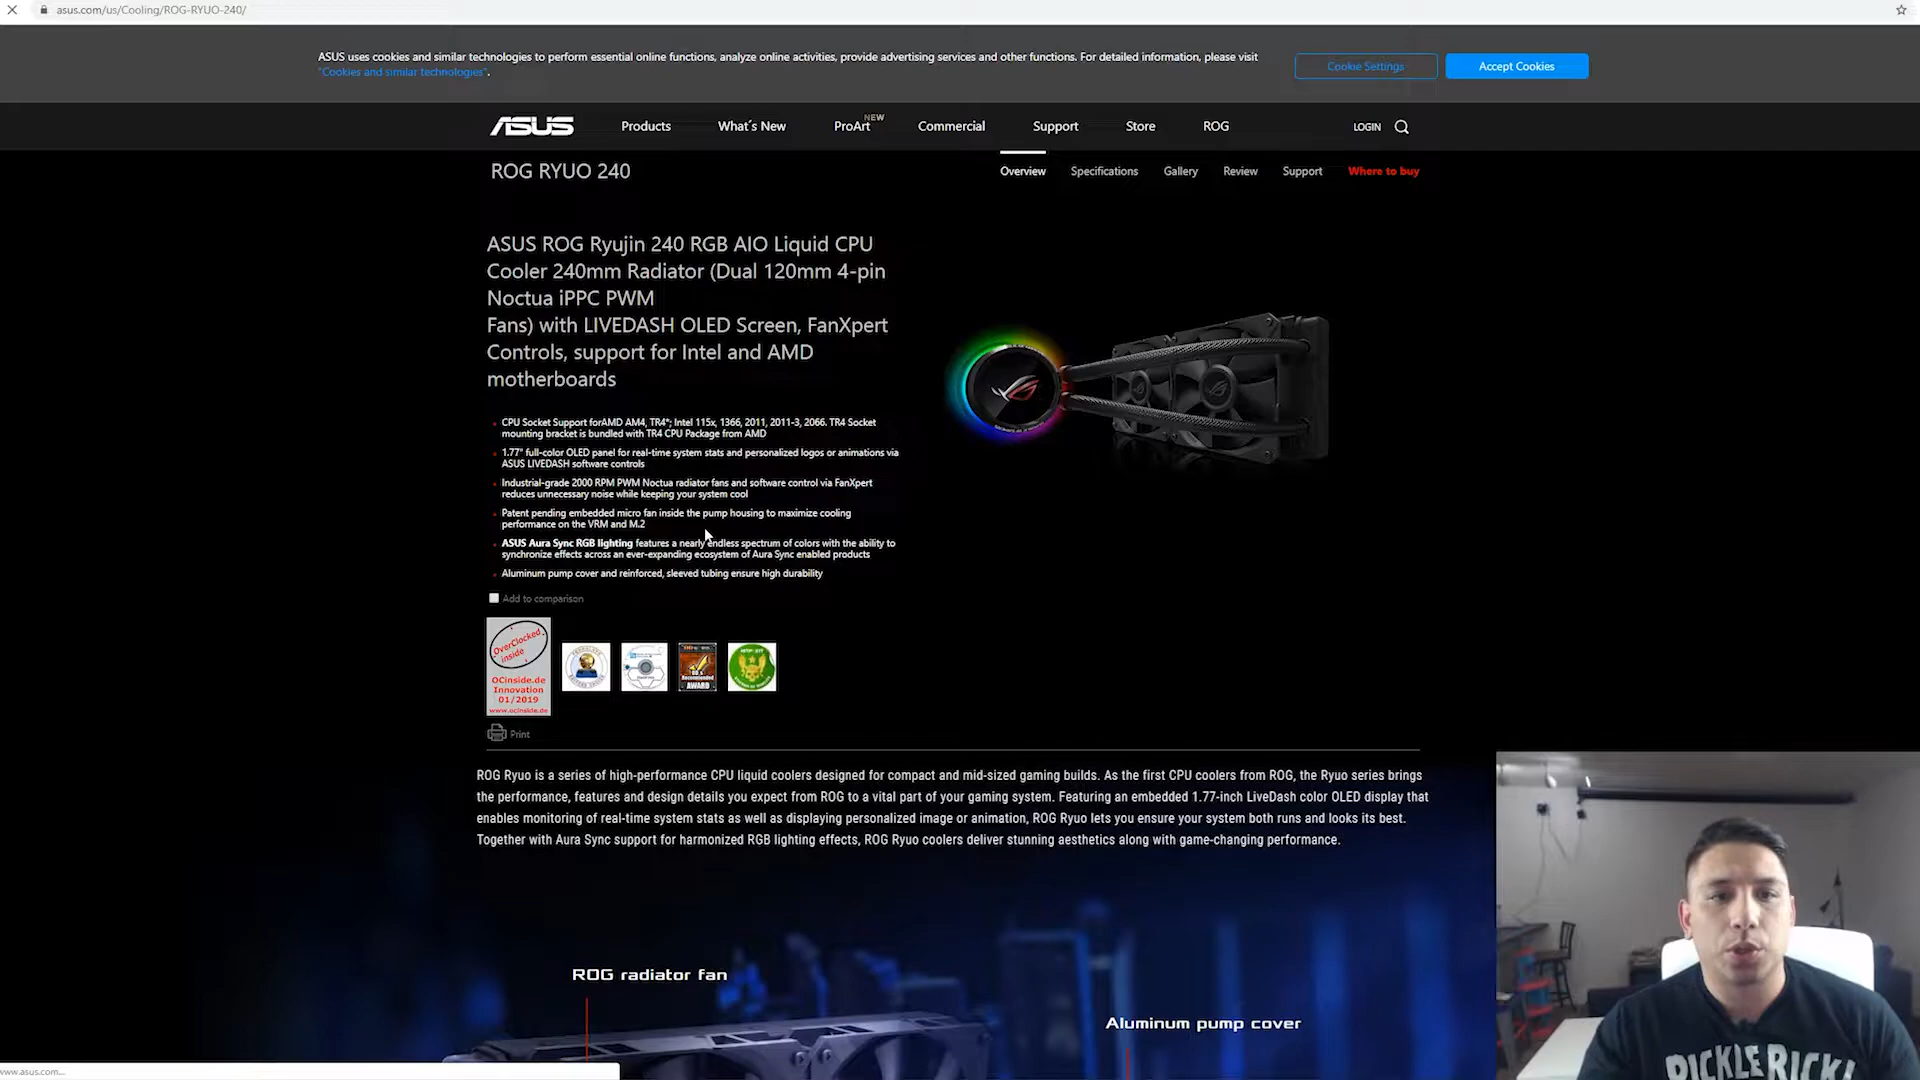 asus.com/us/Cooling/ROG-RYUO-240/
ASUS uses cookies and similar technologies to perform essential online functions, analyze online activities, provide advertising services and other functions. For detailed information, please visit
"Cookies and similar technologies".
Cookie Settings
Accept Cookies
ASUS
Products
What´s New
ProArt
NEW
Commercial
Support
Store
ROG
LOGIN
ROG RYUO 240
Overview
Specifications
Gallery
Review
Support
Where to buy
ASUS ROG Ryujin 240 RGB AIO Liquid CPU
Cooler 240mm Radiator (Dual 120mm 4-pin
Noctua iPPC PWM
Fans) with LIVEDASH OLED Screen, FanXpert
Controls, support for Intel and AMD
motherboards
CPU Socket Support forAMD AM4, TR4*; Intel 115x, 1366, 2011, 2011-3, 2066. TR4 Socket
mounting bracket is bundled with TR4 CPU Package from AMD
1.77" full-color OLED panel for real-time system stats and personalized logos or animations via
ASUS LIVEDASH software controls
Industrial-grade 2000 RPM PWM Noctua radiator fans and software control via FanXpert
reduces unnecessary noise while keeping your system cool
Patent pending embedded micro fan inside the pump housing to maximize cooling
performance on the VRM and M.2
ASUS Aura Sync RGB lighting features a nearly endless spectrum of colors with the ability to
synchronize effects across an ever-expanding ecosystem of Aura Sync enabled products
Aluminum pump cover and reinforced, sleeved tubing ensure high durability
Add to comparison
OverClocked
inside
OCinside.de
Innovation
01/2019
www.ocinside.de
AWARD
Print
ROG Ryuo is a series of high-performance CPU liquid coolers designed for compact and mid-sized gaming builds. As the first CPU coolers from ROG, the Ryuo series brings
the performance, features and design details you expect from ROG to a vital part of your gaming system. Featuring an embedded 1.77-inch LiveDash color OLED display that
enables monitoring of real-time system stats as well as displaying personalized image or animation, ROG Ryuo lets you ensure your system both runs and looks its best.
Together with Aura Sync support for harmonized RGB lighting effects, ROG Ryuo coolers deliver stunning aesthetics along with game-changing performance.
ROG radiator fan
Aluminum pump cover
www.asus.com...
PICKLE RICK!